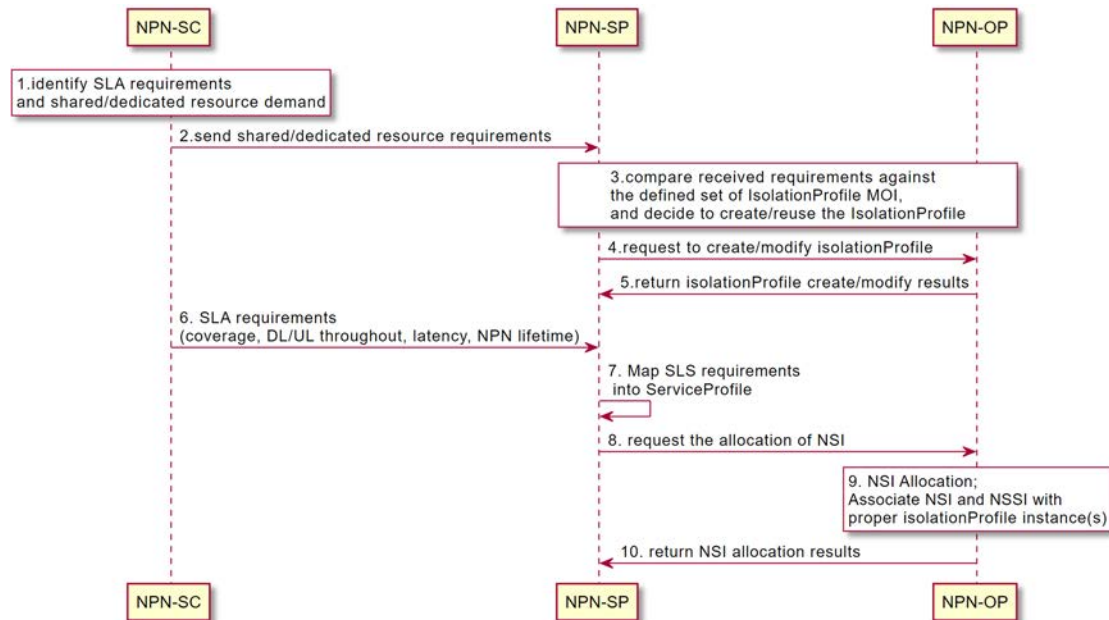 NPN-SC
NPN-SP
NPN-OP
1.identify SLA requirements
and shared/dedicated resource demand
2.send shared/dedicated resource requirements
3.compare received requirements against
the defined set of IsolationProfile MOI,
and decide to create/reuse the IsolationProfile
4.request to create/modify isolationProfile
5.return isolationProfile create/modify results
6. SLA requirements
(coverage, DL/UL throughout, latency, NPN lifetime)
7. Map SLS requirements
into ServiceProfile
8. request the allocation of NSI
9. NSI Allocation;
Associate NSI and NSSI with
proper isolationProfile instance(s)
10. return NSI allocation results
NPN-SC
NPN-SP
NPN-OP